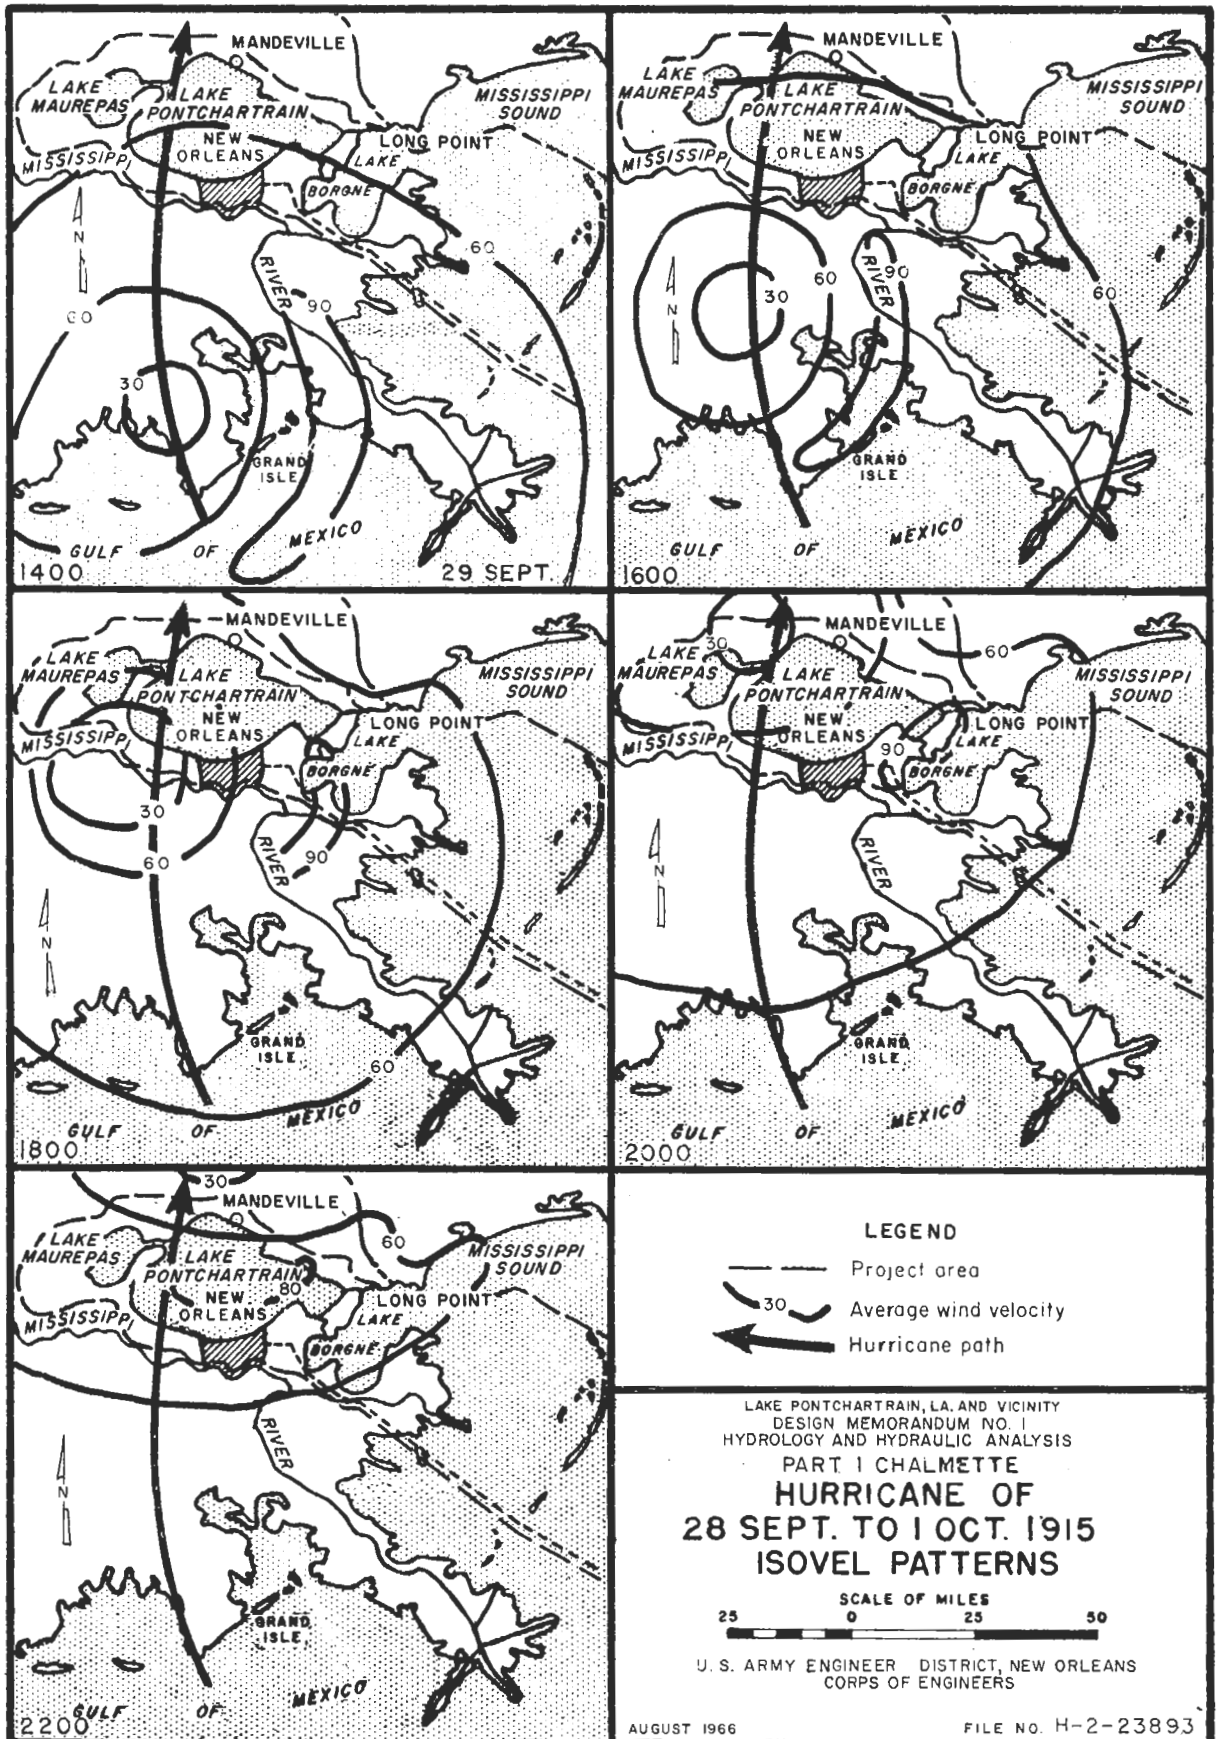 MANDEVILLE
LAKE
MAUREPAS
LAKE
PONTCHARTRAIN
MISSISSIPPI
SOUND
NEW
ORLEANS
LONG POINT
LAKE
BORGNE
MISSISSIPPI
N
RIVER
60
90
60
30
GRAND
ISLE
GULF OF MEXICO
1400
29 SEPT.
MANDEVILLE
LAKE
MAUREPAS
LAKE
PONTCHARTRAIN
MISSISSIPPI
SOUND
NEW
ORLEANS
LONG POINT
LAKE
BORGNE
MISSISSIPPI
N
RIVER
90
60
30
60
GRAND
ISLE
GULF OF MEXICO
1600
MANDEVILLE
LAKE
MAUREPAS
LAKE
PONTCHARTRAIN
MISSISSIPPI
SOUND
NEW
ORLEANS
LONG POINT
LAKE
BORGNE
MISSISSIPPI
30
60
90
RIVER
N
GRAND
ISLE
60
GULF OF MEXICO
1800
MANDEVILLE
30
60
LAKE
MAUREPAS
LAKE
PONTCHARTRAIN
MISSISSIPPI
SOUND
NEW
ORLEANS
LONG POINT
LAKE
BORGNE
MISSISSIPPI
90
RIVER
N
GRAND
ISLE
GULF OF MEXICO
2000
30
MANDEVILLE
60
LAKE
MAUREPAS
LAKE
PONTCHARTRAIN
MISSISSIPPI
SOUND
80
NEW
ORLEANS
LONG POINT
LAKE
BORGNE
MISSISSIPPI
RIVER
N
GRAND
ISLE
GULF OF MEXICO
2200
LEGEND
Project area
30 Average wind velocity
Hurricane path
LAKE PONTCHARTRAIN, LA. AND VICINITY
DESIGN MEMORANDUM NO. 1
HYDROLOGY AND HYDRAULIC ANALYSIS
PART 1 CHALMETTE
HURRICANE OF
28 SEPT. TO 1 OCT. 1915
ISOVEL PATTERNS
SCALE OF MILES
25 0 25 50
U. S. ARMY ENGINEER DISTRICT, NEW ORLEANS
CORPS OF ENGINEERS
AUGUST 1966 FILE NO. H-2-23893